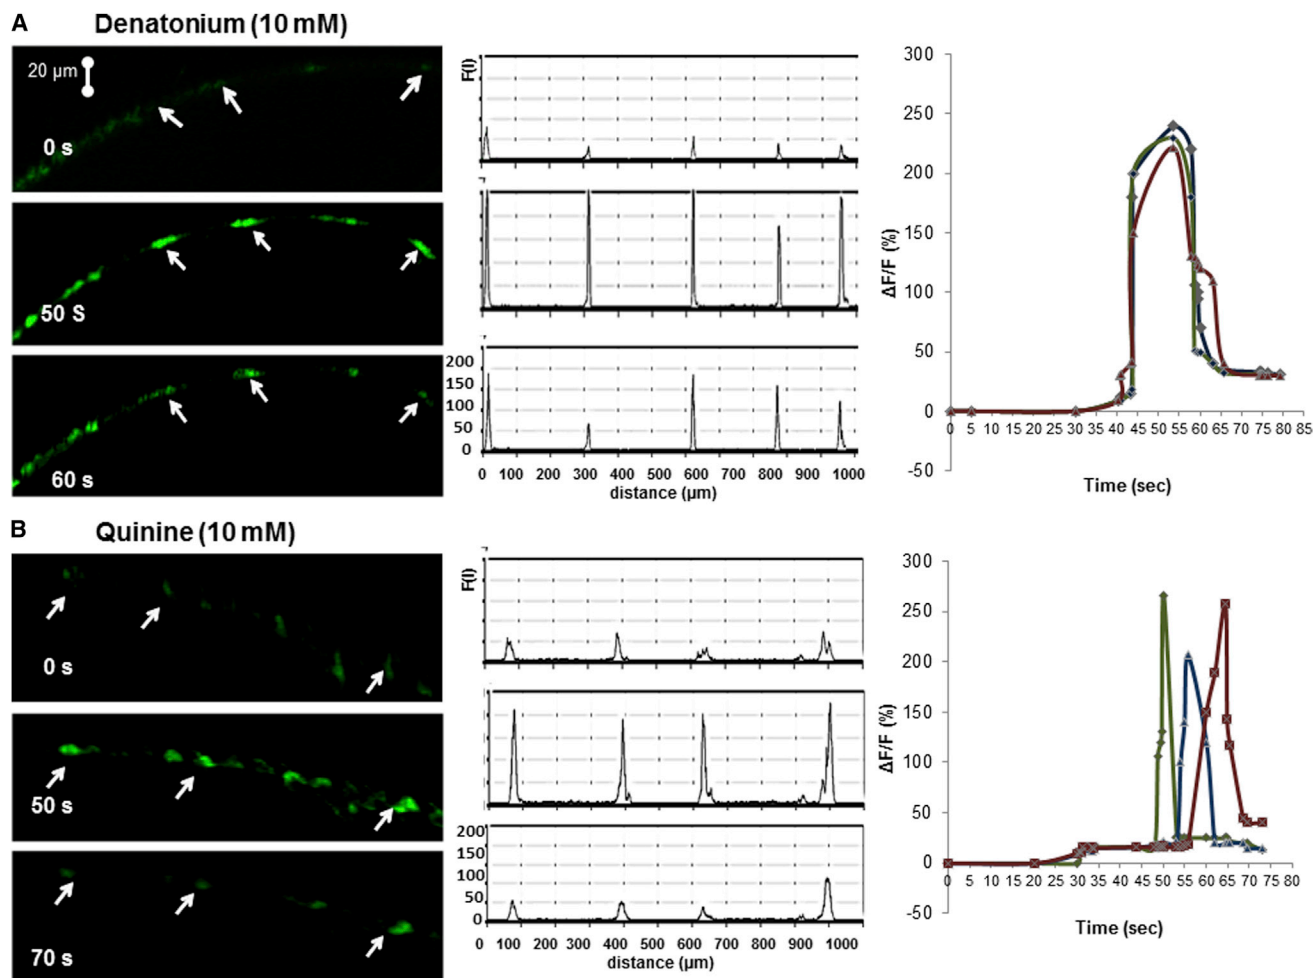 A
Denatonium (10 mM)
20 µm
0 s
50 S
60 s
F(I)
200
150
100
50
0
0 100 200 300 400 500 600 700 800 900 1000
distance (µm)
300
250
200
150
100
50
0
-50
ΔF/F (%)
0 5 10 15 20 25 30 35 40 43 45 50 53 55 60 65 70 75 80 85
Time (sec)
B
Quinine (10 mM)
0 s
50 s
70 s
F(I)
200
150
100
50
0
0 100 200 300 400 500 600 700 800 900 1000
distance (µm)
300
250
200
150
100
50
0
-50
ΔF/F (%)
0 5 10 15 20 25 30 35 40 45 50 55 60 65 70 75 80
Time (sec)